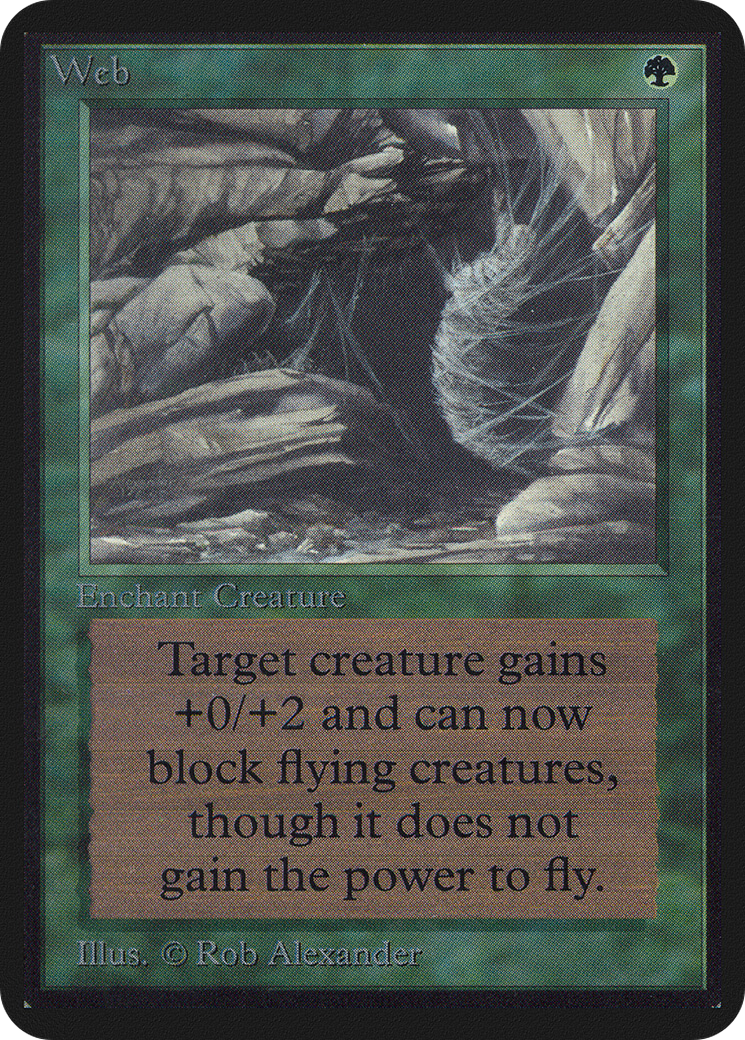 Web
Enchant Creature
Target creature gains
+0/+2 and can now
block flying creatures,
though it does not
gain the power to fly.
Illus. © Rob Alexander